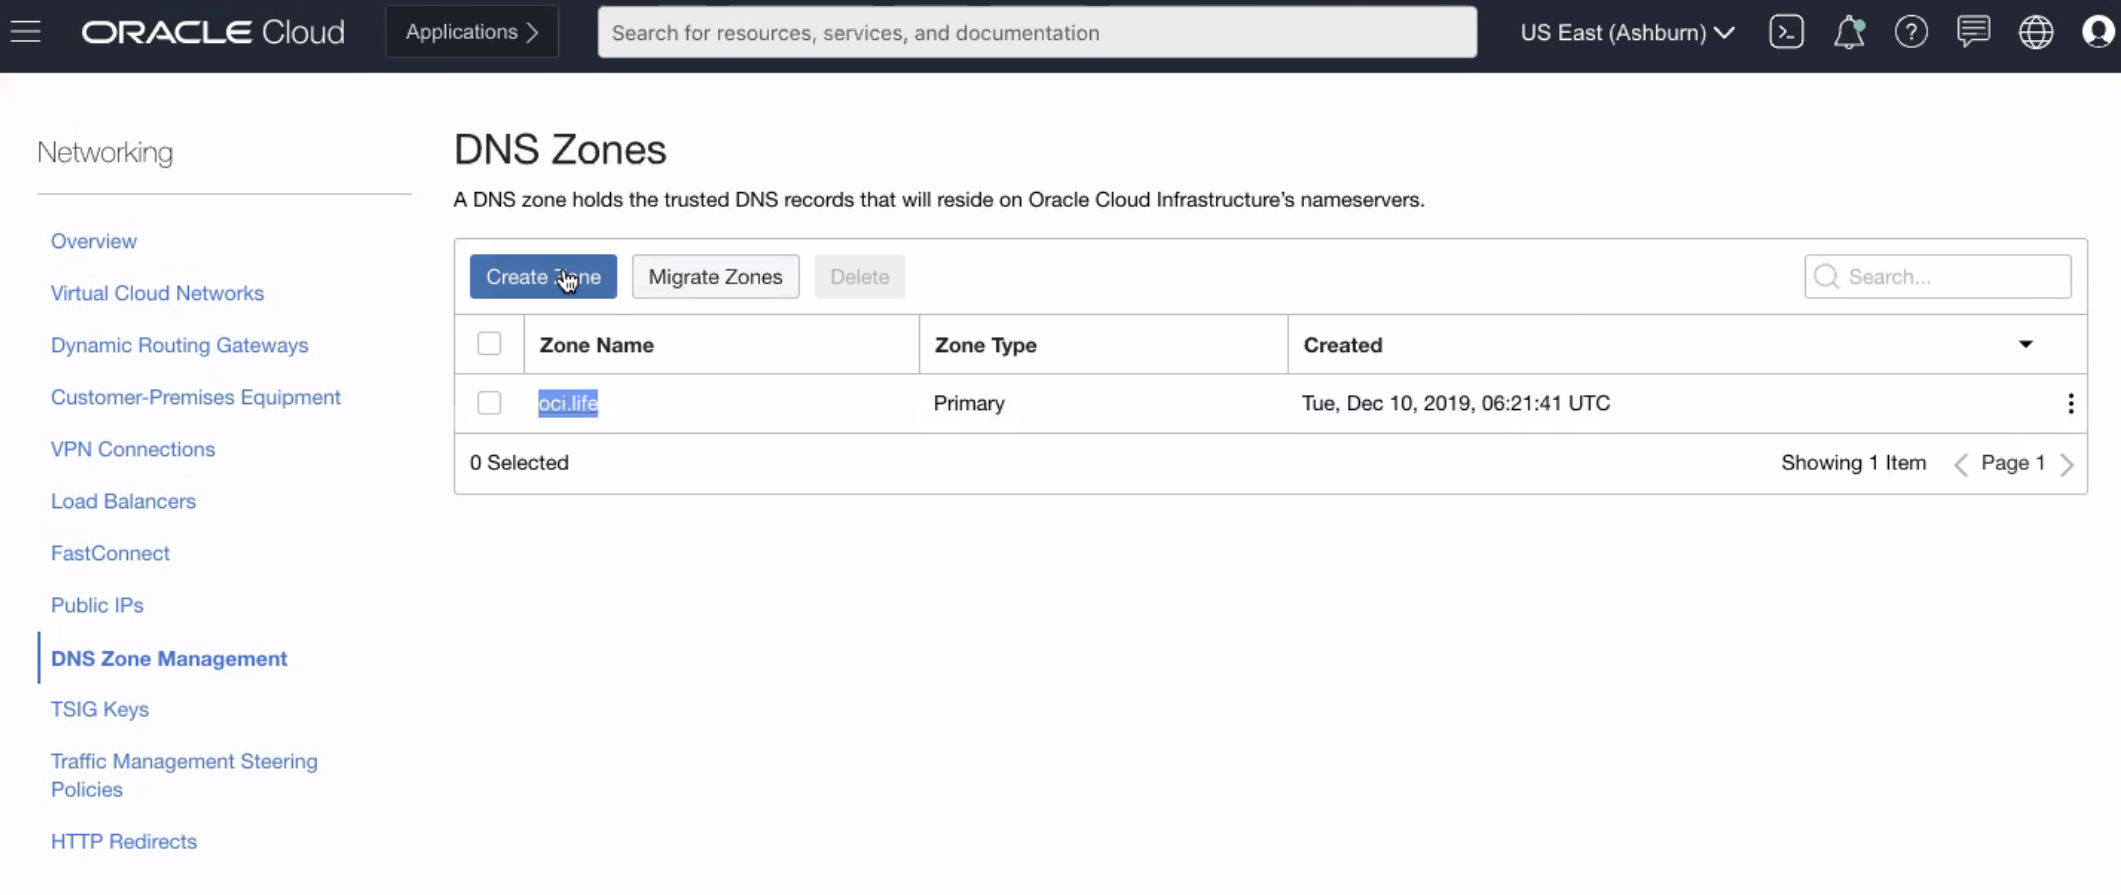 ORACLE Cloud
Applications
Search for resources, services, and documentation
US East (Ashburn)
Networking
Overview
Virtual Cloud Networks
Dynamic Routing Gateways
Customer-Premises Equipment
VPN Connections
Load Balancers
FastConnect
Public IPs
DNS Zone Management
TSIG Keys
Traffic Management Steering
Policies
HTTP Redirects
DNS Zones
A DNS zone holds the trusted DNS records that will reside on Oracle Cloud Infrastructure's nameservers.
Create Zone Migrate Zones Delete
Search...
Zone Name Zone Type Created
oci.life Primary Tue, Dec 10, 2019, 06:21:41 UTC
0 Selected Showing 1 Item Page 1